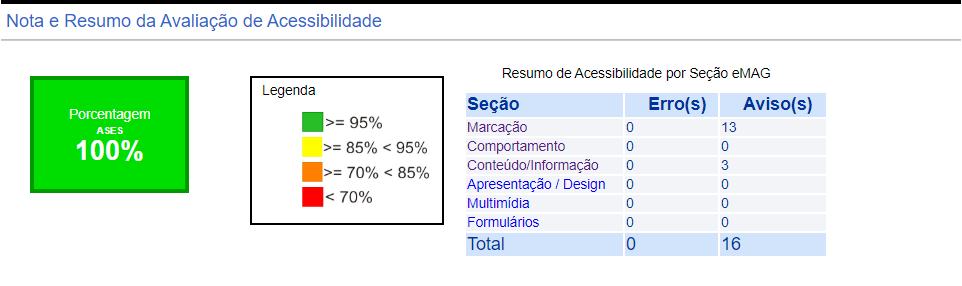 Nota e Resumo da Avaliação de Acessibilidade
Porcentagem
ASES
100%
Legenda
>= 95%
>= 85% < 95%
>= 70% < 85%
< 70%
Resumo de Acessibilidade por Seção eMAG
Seção Erro(s) Aviso(s)
Marcação 0 13
Comportamento 0 0
Conteúdo/Informação 0 3
Apresentação / Design 0 0
Multimídia 0 0
Formulários 0 0
Total 0 16